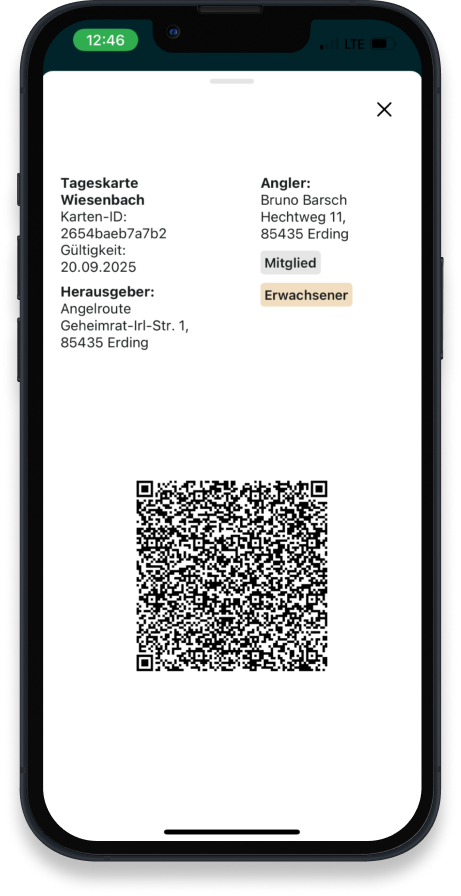 12:46
LTE
Tageskarte
Wiesenbach
Karten-ID:
2654baeb7a7b2
Gültigkeit:
20.09.2025
Herausgeber:
Angelroute
Geheimrat-Irl-Str. 1,
85435 Erding
Angler:
Bruno Barsch
Hechtweg 11,
85435 Erding
Mitglied
Erwachsener